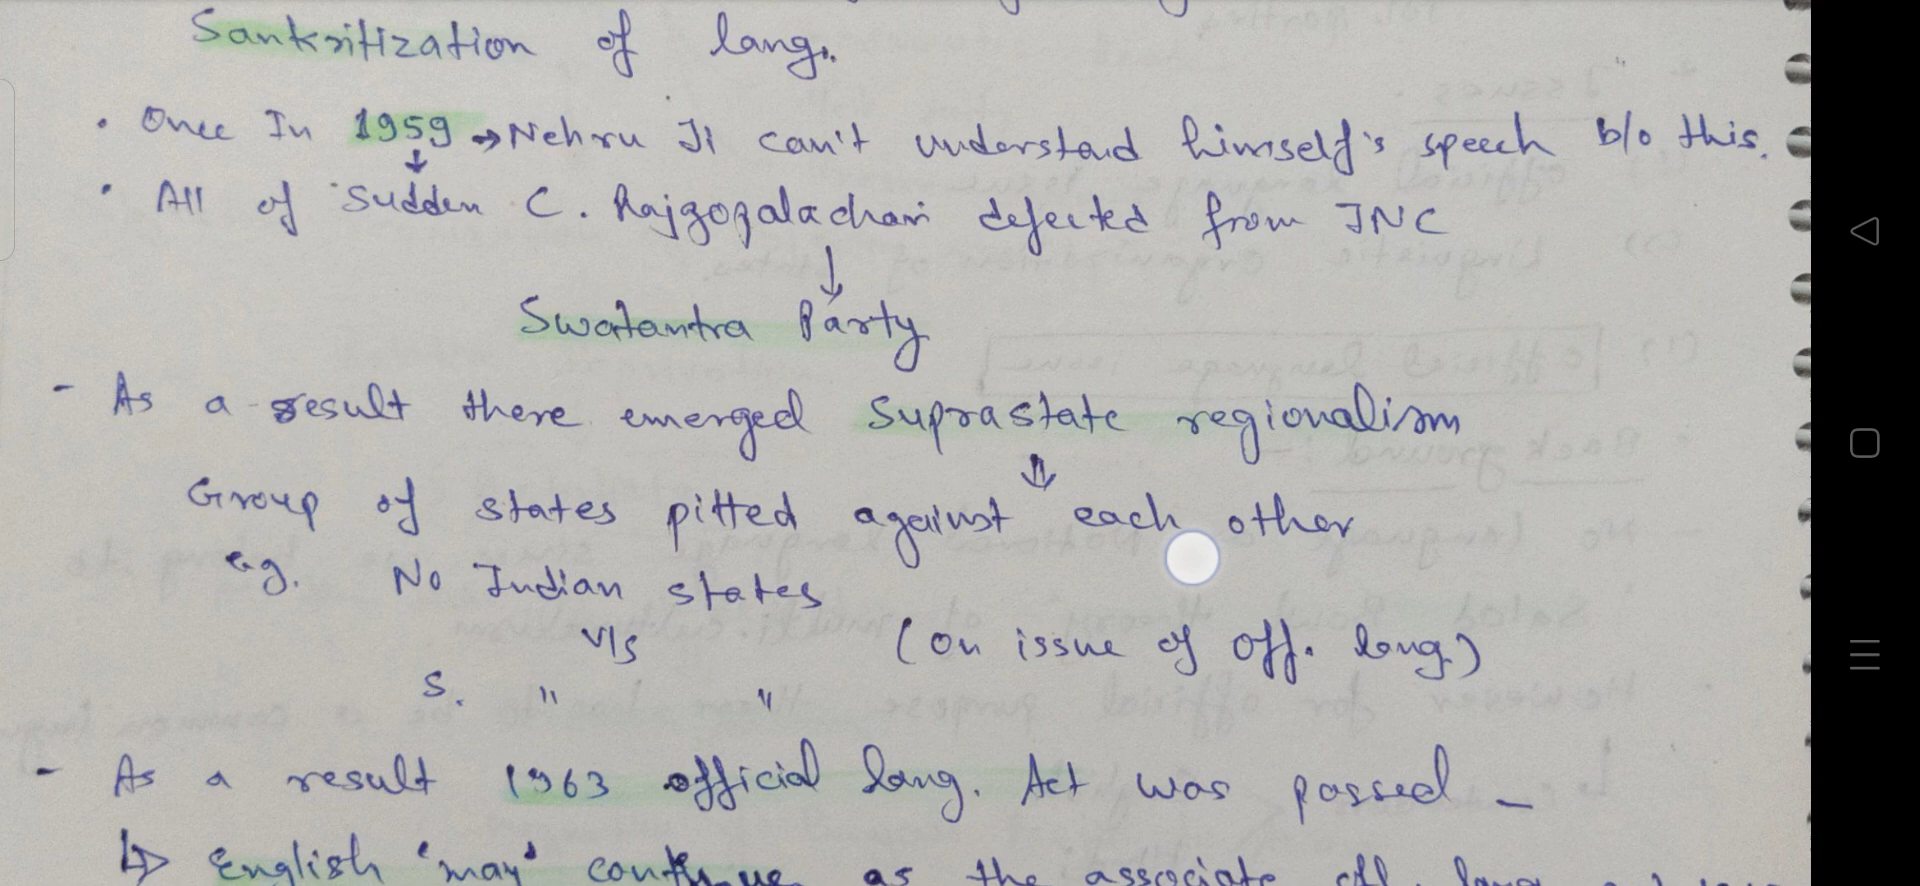 Sanksritization of lang.
• Once In 1959 → Nehru Ji can't understand himself's speech b/o this.
↓
• All of Sudden C. Rajgopalachari defected from INC
↓
Swatantra Party
- As a result there emerged Suprastate regionalism
⇓
Group of states pitted against each other
eg. No Indian states
v/s (on issue of off. lang)
S. " "
- As a result 1963 official lang. Act was passed -
↳ English 'may' continue as the associate off. lang